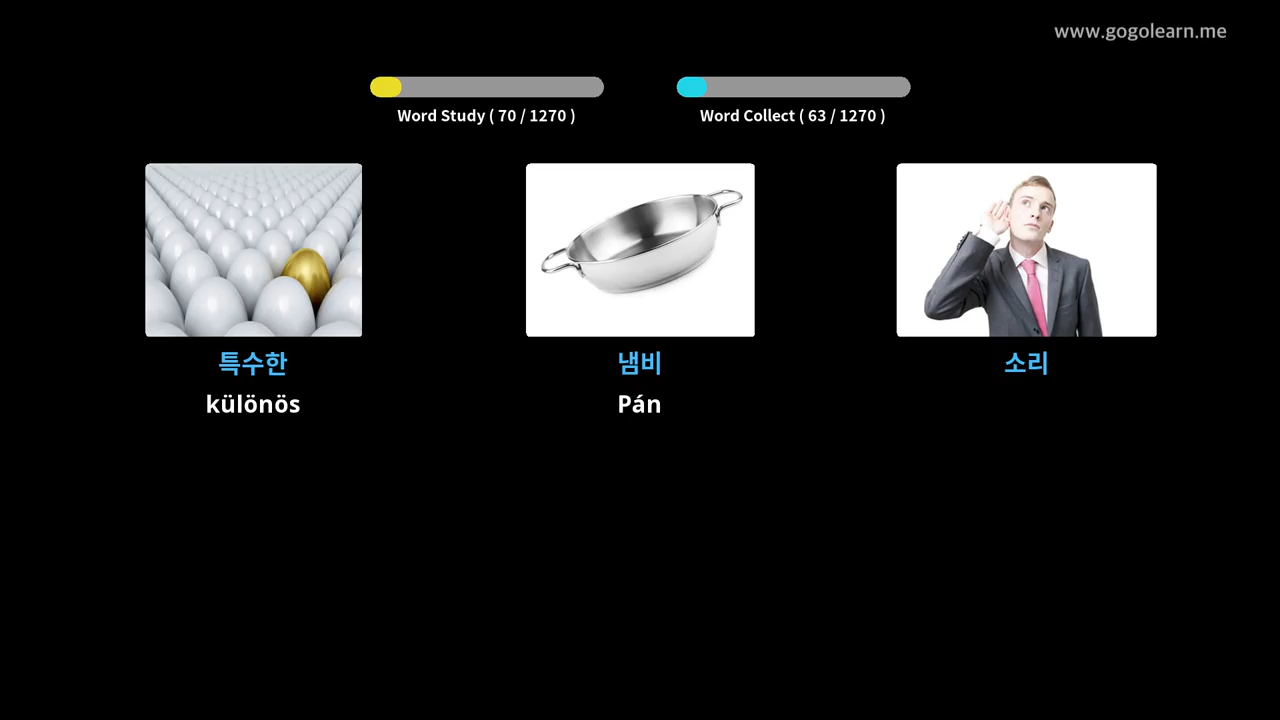 www.gogolearn.me
Word Study ( 70 / 1270 )
Word Collect ( 63 / 1270 )
특수한
냄비
소리
különös
Pán